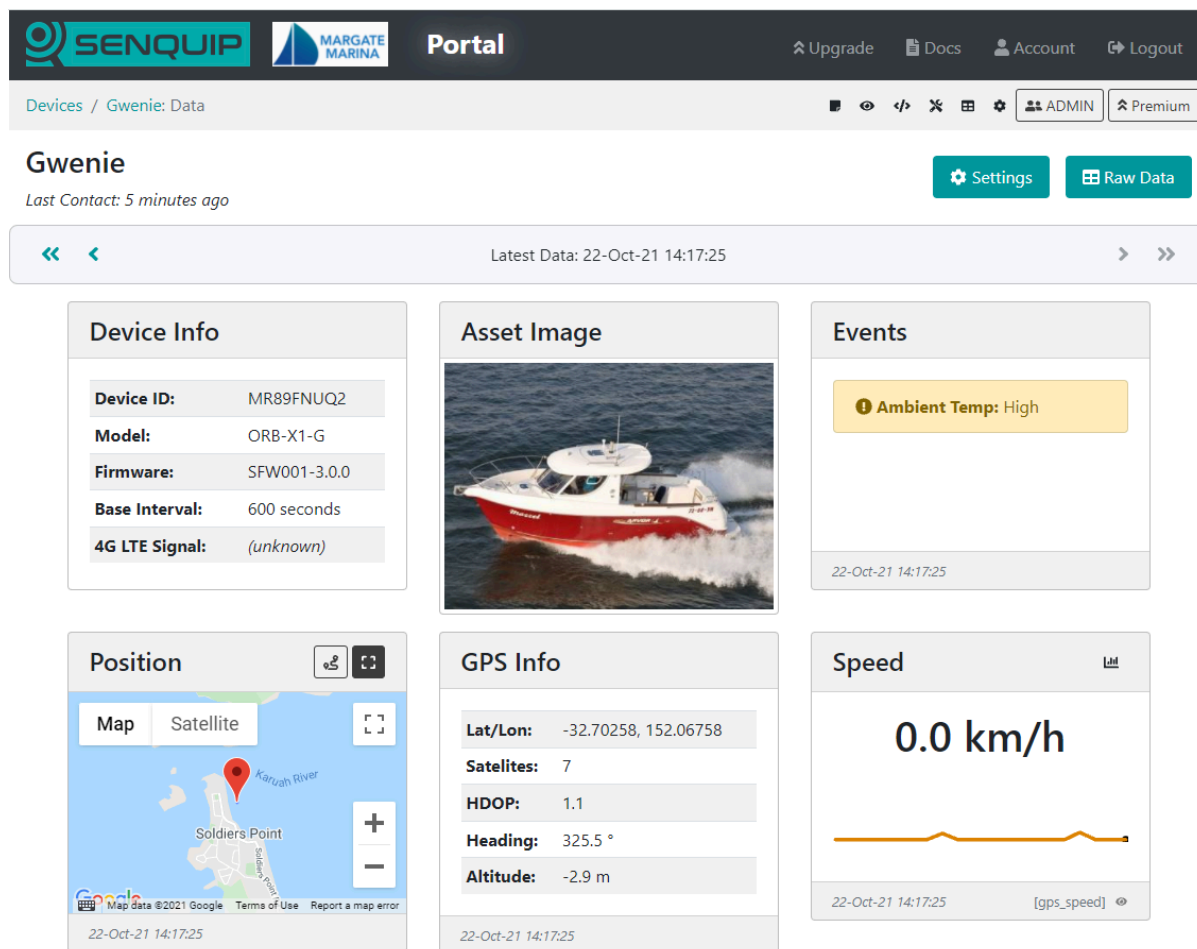 SENQUIP MARGATE MARINA Portal Upgrade Docs Account Logout
Devices / Gwenie: Data ADMIN Premium
Gwenie
Last Contact: 5 minutes ago
Settings Raw Data
Latest Data: 22-Oct-21 14:17:25
Device Info
Device ID: MR89FNUQ2
Model: ORB-X1-G
Firmware: SFW001-3.0.0
Base Interval: 600 seconds
4G LTE Signal: (unknown)
Asset Image
Events
Ambient Temp: High
22-Oct-21 14:17:25
Position
Map Satellite
Karuah River
Soldiers Point
Soldiers Point
Google
Map data ©2021 Google Terms of Use Report a map error
22-Oct-21 14:17:25
GPS Info
Lat/Lon: -32.70258, 152.06758
Satelites: 7
HDOP: 1.1
Heading: 325.5 °
Altitude: -2.9 m
22-Oct-21 14:17:25
Speed
0.0 km/h
22-Oct-21 14:17:25 [gps_speed]